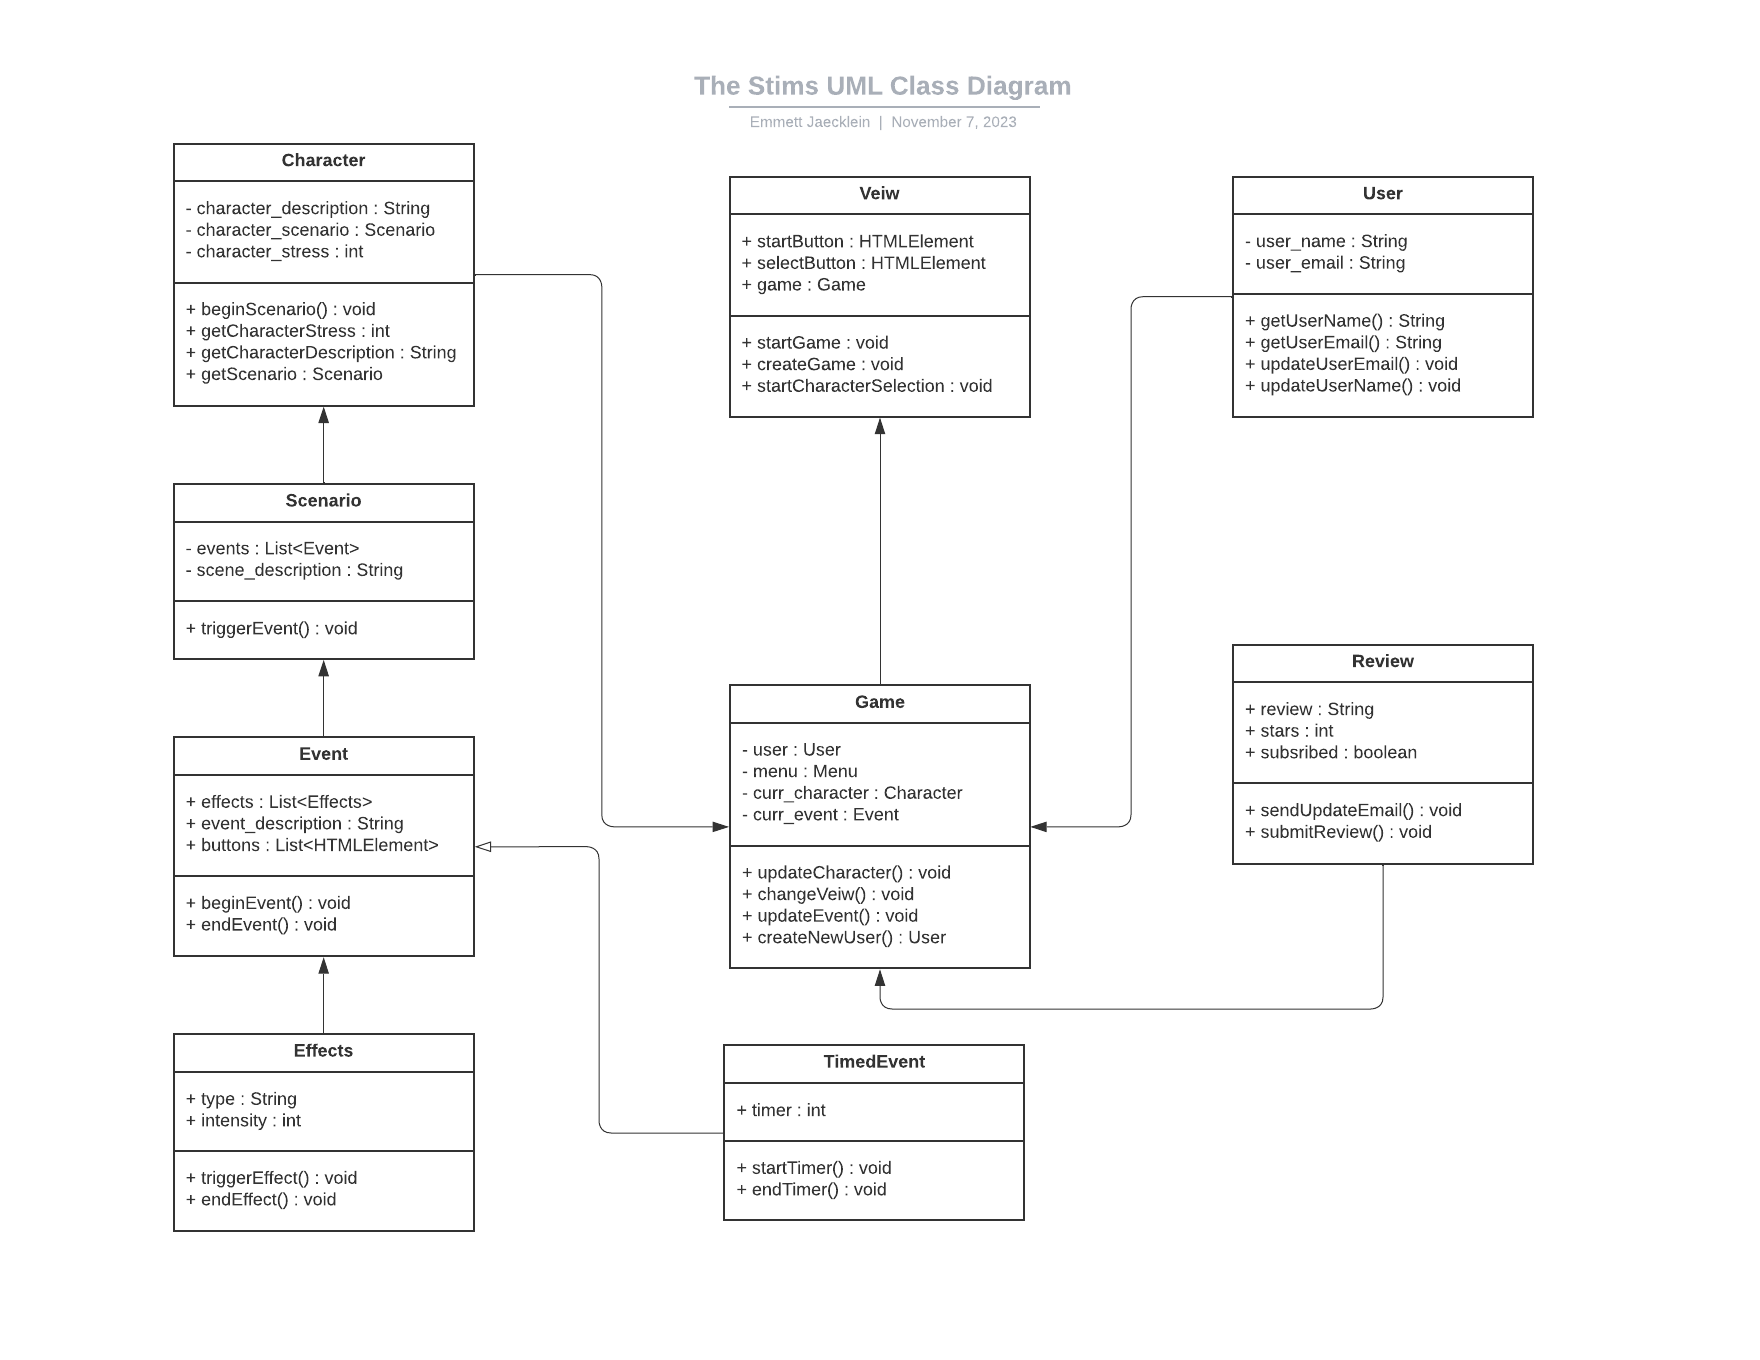 The Stims UML Class Diagram
Emmett Jaecklein | November 7, 2023
Character
- character_description : String
- character_scenario : Scenario
- character_stress : int
+ beginScenario() : void
+ getCharacterStress : int
+ getCharacterDescription : String
+ getScenario : Scenario
Veiw
+ startButton : HTMLElement
+ selectButton : HTMLElement
+ game : Game
+ startGame : void
+ createGame : void
+ startCharacterSelection : void
User
- user_name : String
- user_email : String
+ getUserName() : String
+ getUserEmail() : String
+ updateUserEmail() : void
+ updateUserName() : void
Scenario
- events : List<Event>
- scene_description : String
+ triggerEvent() : void
Game
- user : User
- menu : Menu
- curr_character : Character
- curr_event : Event
+ updateCharacter() : void
+ changeVeiw() : void
+ updateEvent() : void
+ createNewUser() : User
Review
+ review : String
+ stars : int
+ subsribed : boolean
+ sendUpdateEmail() : void
+ submitReview() : void
Event
+ effects : List<Effects>
+ event_description : String
+ buttons : List<HTMLElement>
+ beginEvent() : void
+ endEvent() : void
Effects
+ type : String
+ intensity : int
+ triggerEffect() : void
+ endEffect() : void
TimedEvent
+ timer : int
+ startTimer() : void
+ endTimer() : void